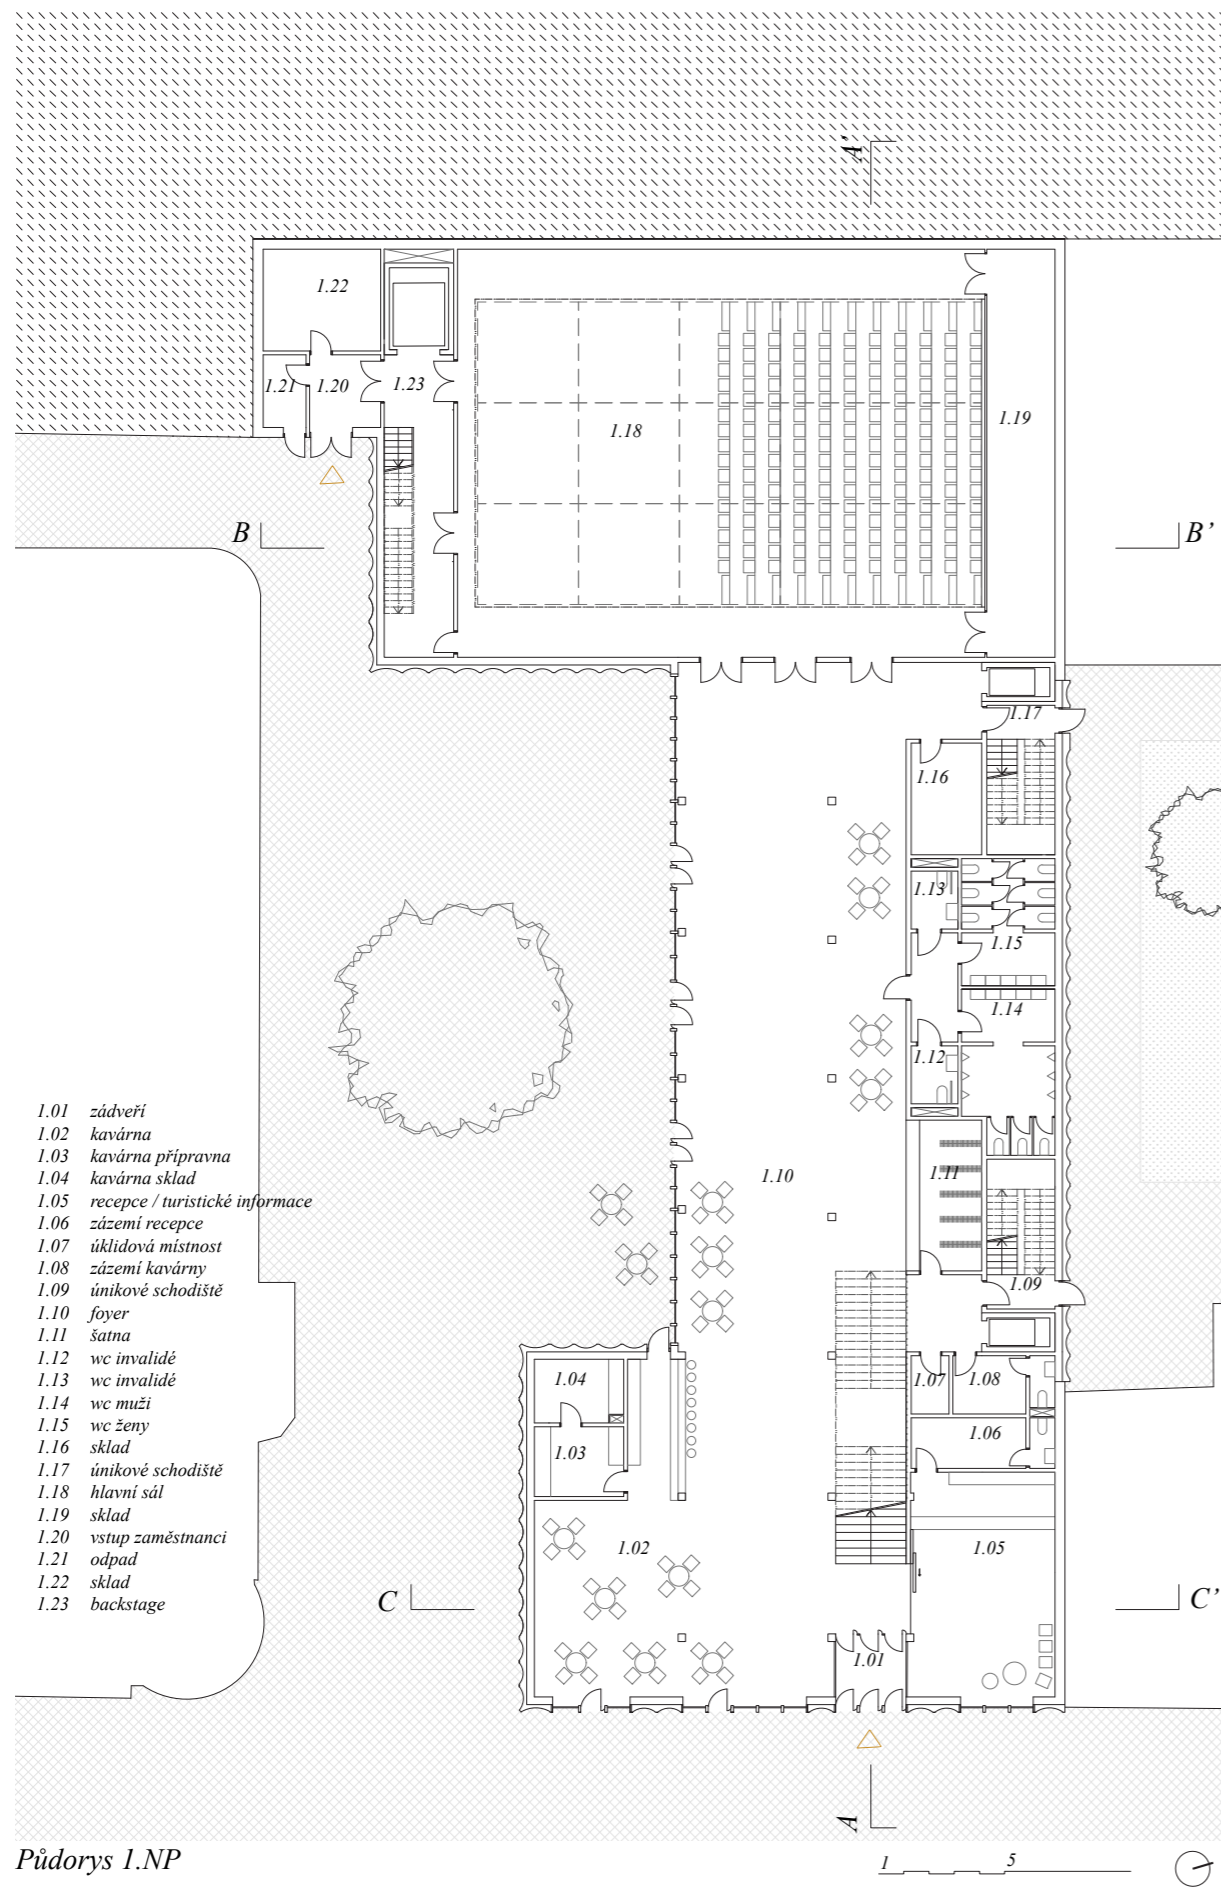 A'
1.22
1.21
1.20
1.23
1.18
1.19
B
B'
1.17
1.16
1.13
1.15
1.14
1.12
1.10
1.11
1.09
1.04
1.07
1.08
1.03
1.06
1.02
1.05
C
C'
1.01
1.01 zádveří
1.02 kavárna
1.03 kavárna přípravna
1.04 kavárna sklad
1.05 recepce / turistické informace
1.06 zázemí recepce
1.07 úklidová místnost
1.08 zázemí kavárny
1.09 únikové schodiště
1.10 foyer
1.11 šatna
1.12 wc invalidé
1.13 wc invalidé
1.14 wc muži
1.15 wc ženy
1.16 sklad
1.17 únikové schodiště
1.18 hlavní sál
1.19 sklad
1.20 vstup zaměstnanci
1.21 odpad
1.22 sklad
1.23 backstage
A
Půdorys 1.NP
1 5